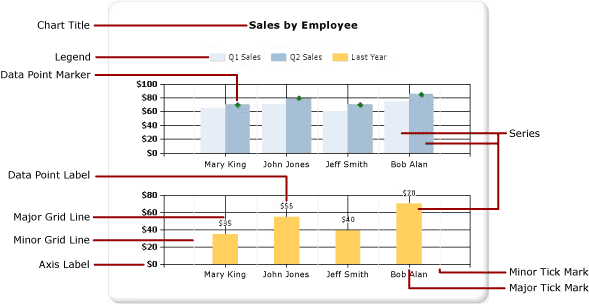 Chart Title
Sales by Employee
Legend
Q1 Sales Q2 Sales Last Year
Data Point Marker
$100
$80
$60
$40
$20
$0
Mary King John Jones Jeff Smith Bob Alan
Series
Data Point Label
$80
$60
$40
$20
$0
$35 $55 $40 $70
Major Grid Line
Minor Grid Line
Axis Label
Mary King John Jones Jeff Smith Bob Alan
Minor Tick Mark
Major Tick Mark